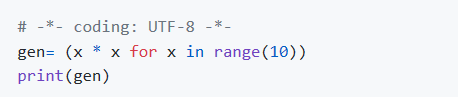 # -*- coding: UTF-8 -*-
gen= (x * x for x in range(10))
print(gen)